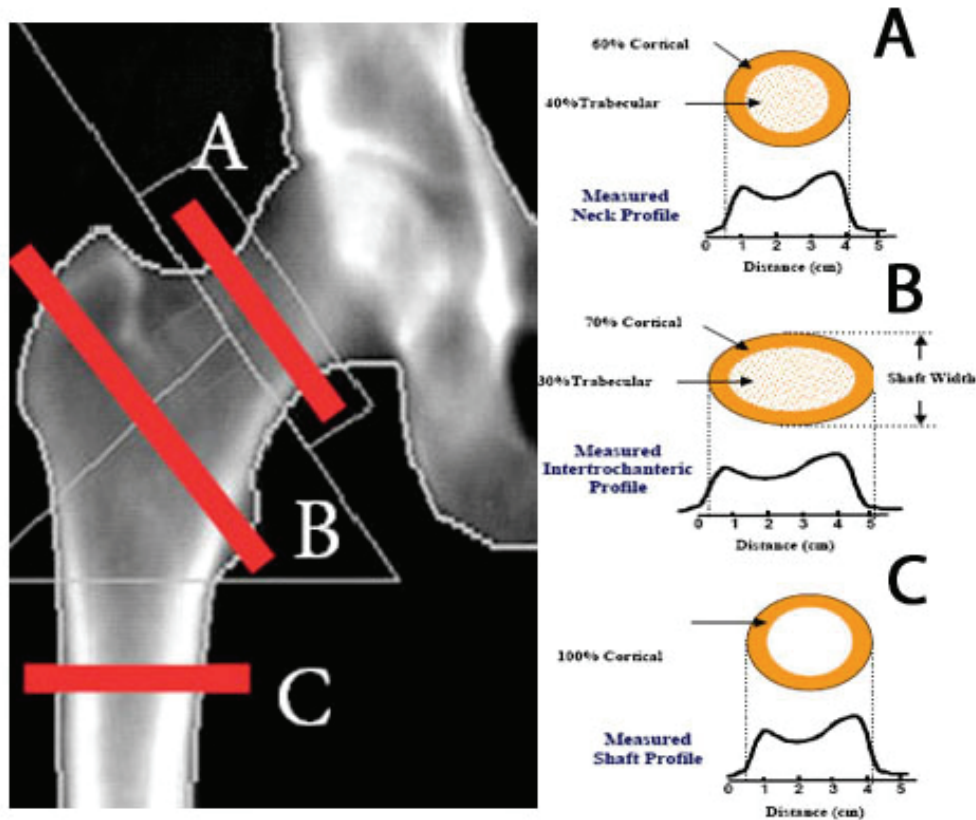 A
B
C
A
60% Cortical
40%Trabecular
Measured
Neck Profile
0 1 2 3 4 5
Distance (cm)
B
70% Cortical
30%Trabecular
Shaft Width
Measured
Intertrochanteric
Profile
0 1 2 3 4 5
Distance (cm)
C
100% Cortical
Measured
Shaft Profile
0 1 2 3 4 5
Distance (cm)